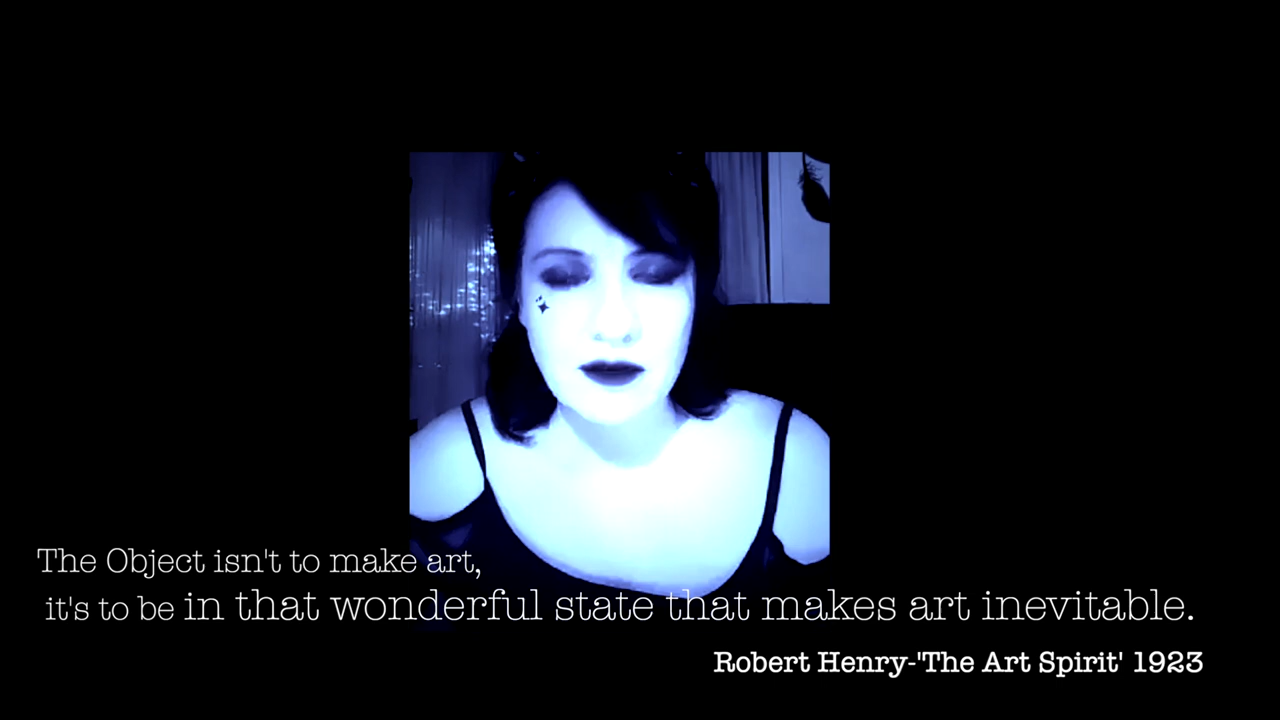 The Object isn't to make art,
it's to be in that wonderful state that makes art inevitable.
Robert Henry-'The Art Spirit' 1923